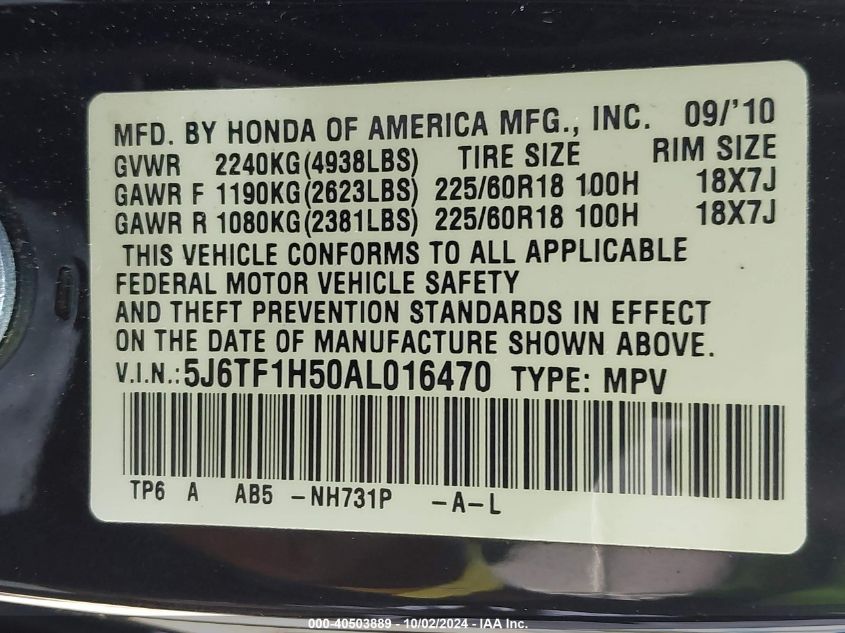 MFD. BY HONDA OF AMERICA MFG., INC. 09/'10
GVWR 2240KG(4938LBS) TIRE SIZE RIM SIZE
GAWR F 1190KG(2623LBS) 225/60R18 100H 18X7J
GAWR R 1080KG(2381LBS) 225/60R18 100H 18X7J
THIS VEHICLE CONFORMS TO ALL APPLICABLE
FEDERAL MOTOR VEHICLE SAFETY
AND THEFT PREVENTION STANDARDS IN EFFECT
ON THE DATE OF MANUFACTURE SHOWN ABOVE.
V.I.N.: 5J6TF1H50AL016470 TYPE: MPV
TP6 A AB5 -NH731P -A-L
000-40503889 - 10/02/2024 - IAA Inc.